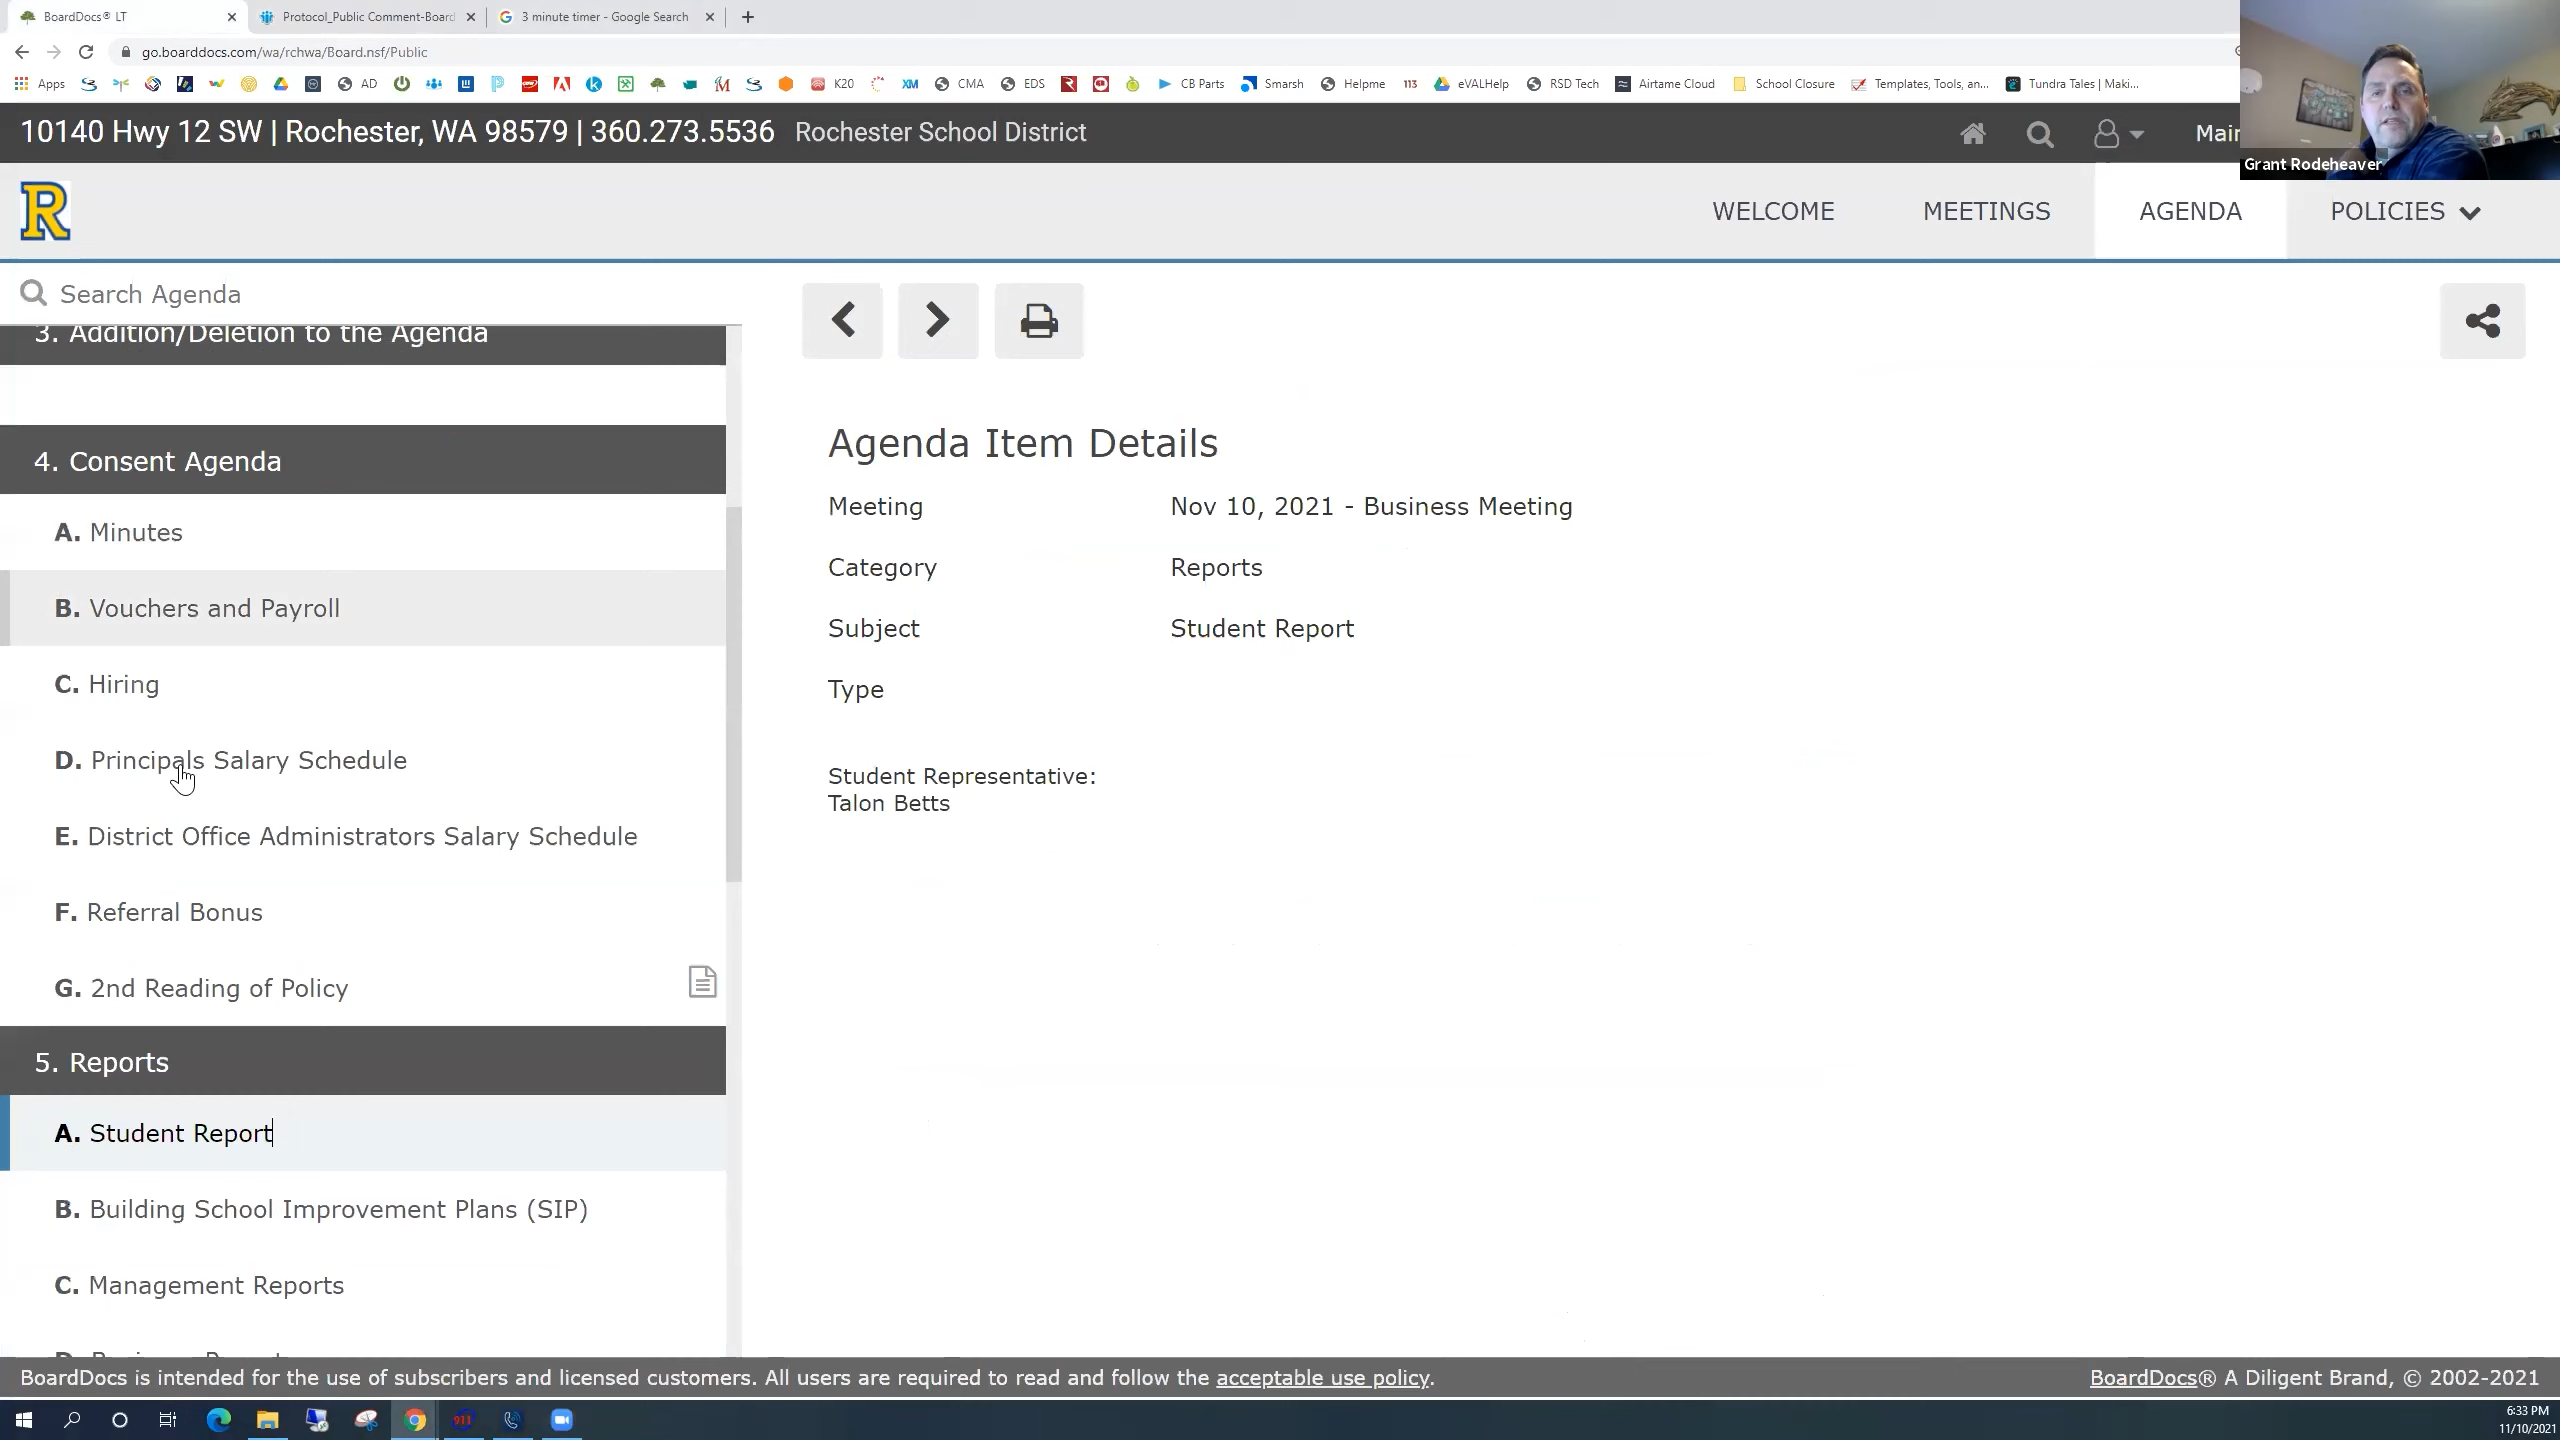 BoardDocs® LT
Protocol_Public Comment-Board
3 minute timer - Google Search
go.boarddocs.com/wa/rchwa/Board.nsf/Public
Apps AD K20 XM CMA EDS CB Parts Smarsh Helpme 113 eVALHelp RSD Tech Airtame Cloud School Closure Templates, Tools, an... Tundra Tales | Maki...
10140 Hwy 12 SW | Rochester, WA 98579 | 360.273.5536 Rochester School District
Grant Rodeheaver
R
WELCOME MEETINGS AGENDA POLICIES
Search Agenda
3. Addition/Deletion to the Agenda
4. Consent Agenda
A. Minutes
B. Vouchers and Payroll
C. Hiring
D. Principals Salary Schedule
E. District Office Administrators Salary Schedule
F. Referral Bonus
G. 2nd Reading of Policy
5. Reports
A. Student Report
B. Building School Improvement Plans (SIP)
C. Management Reports
Agenda Item Details
Meeting Nov 10, 2021 - Business Meeting
Category Reports
Subject Student Report
Type
Student Representative:
Talon Betts
BoardDocs is intended for the use of subscribers and licensed customers. All users are required to read and follow the acceptable use policy.
BoardDocs® A Diligent Brand, © 2002-2021
911
6:33 PM
11/10/2021